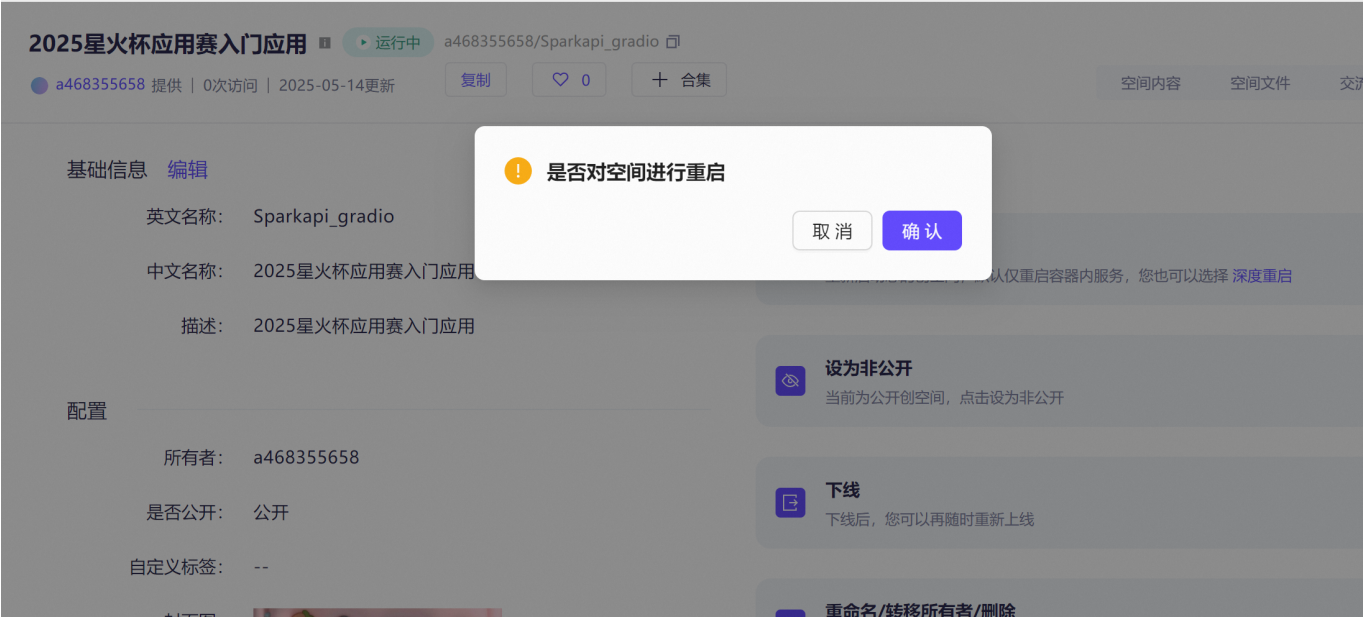 2025星火杯应用赛入门应用
运行中
a468355658/Sparkapi_gradio
a468355658 提供 | 0次访问 | 2025-05-14更新
复制
0
合集
空间内容
空间文件
基础信息
编辑
是否对空间进行重启
取消
确认
英文名称:
Sparkapi_gradio
中文名称:
2025星火杯应用赛入门应用
认仅重启容器内服务，您也可以选择 深度重启
描述:
2025星火杯应用赛入门应用
设为非公开
当前为公开创空间，点击设为非公开
配置
所有者:
a468355658
下线
下线后，您可以再随时重新上线
是否公开:
公开
自定义标签:
--
重命名/转移所有者/删除